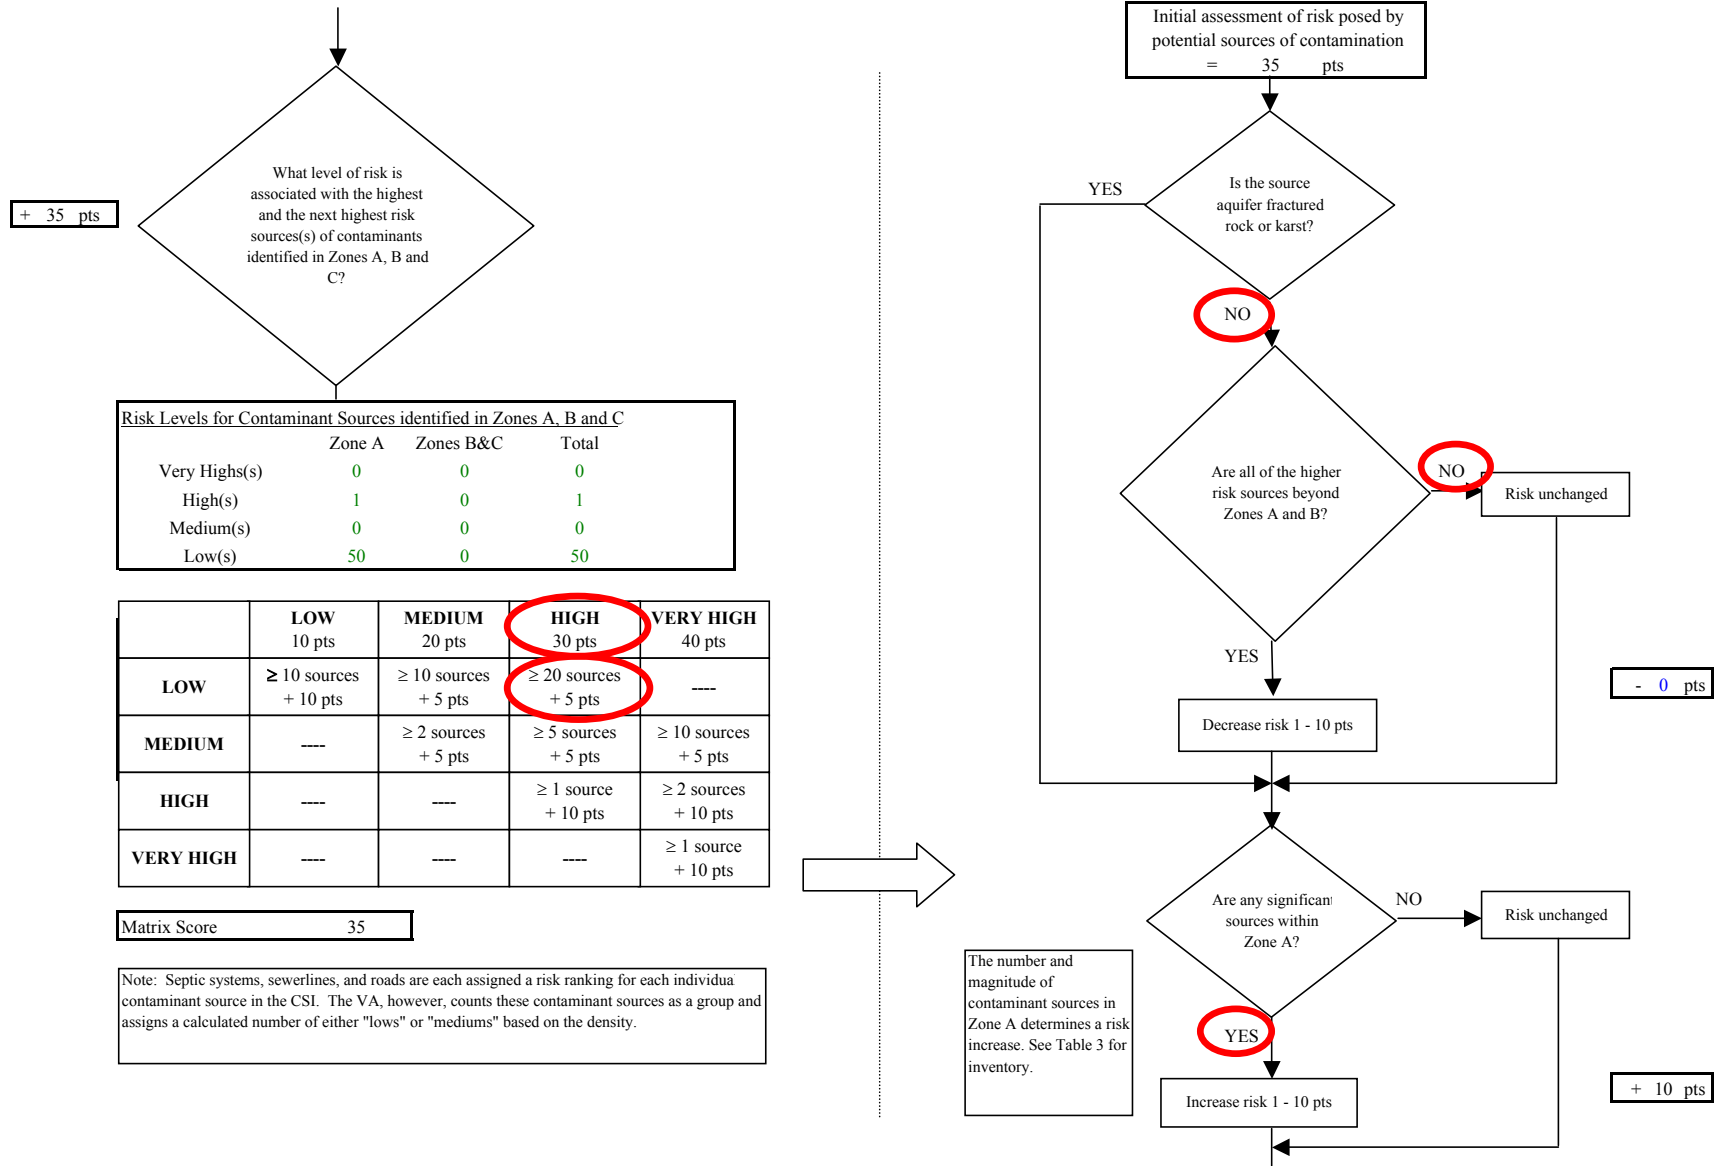 What level of risk is
associated with the highest
and the next highest risk
sources(s) of contaminants
identified in Zones A, B and
C?
+ 35 pts
Risk Levels for Contaminant Sources identified in Zones A, B and C
Zone A Zones B&C Total
Very Highs(s) 0 0 0
High(s) 1 0 1
Medium(s) 0 0 0
Low(s) 50 0 50
LOW MEDIUM HIGH VERY HIGH
10 pts 20 pts 30 pts 40 pts
LOW ≥ 10 sources ≥ 10 sources ≥ 20 sources ----
+ 10 pts + 5 pts + 5 pts
MEDIUM ---- ≥ 2 sources ≥ 5 sources ≥ 10 sources
+ 5 pts + 5 pts + 5 pts
HIGH ---- ---- ≥ 1 source ≥ 2 sources
+ 10 pts + 10 pts
VERY HIGH ---- ---- ---- ≥ 1 source
+ 10 pts
Matrix Score 35
Note: Septic systems, sewerlines, and roads are each assigned a risk ranking for each individua
contaminant source in the CSI. The VA, however, counts these contaminant sources as a group and
assigns a calculated number of either "lows" or "mediums" based on the density.
Initial assessment of risk posed by
potential sources of contamination
= 35 pts
Is the source
aquifer fractured
rock or karst?
YES
NO
Are all of the higher
risk sources beyond
Zones A and B?
NO
Risk unchanged
YES
- 0 pts
Decrease risk 1 - 10 pts
Are any significant
sources within
Zone A?
NO
Risk unchanged
The number and
magnitude of
contaminant sources in
Zone A determines a risk
increase. See Table 3 for
inventory.
YES
Increase risk 1 - 10 pts
+ 10 pts